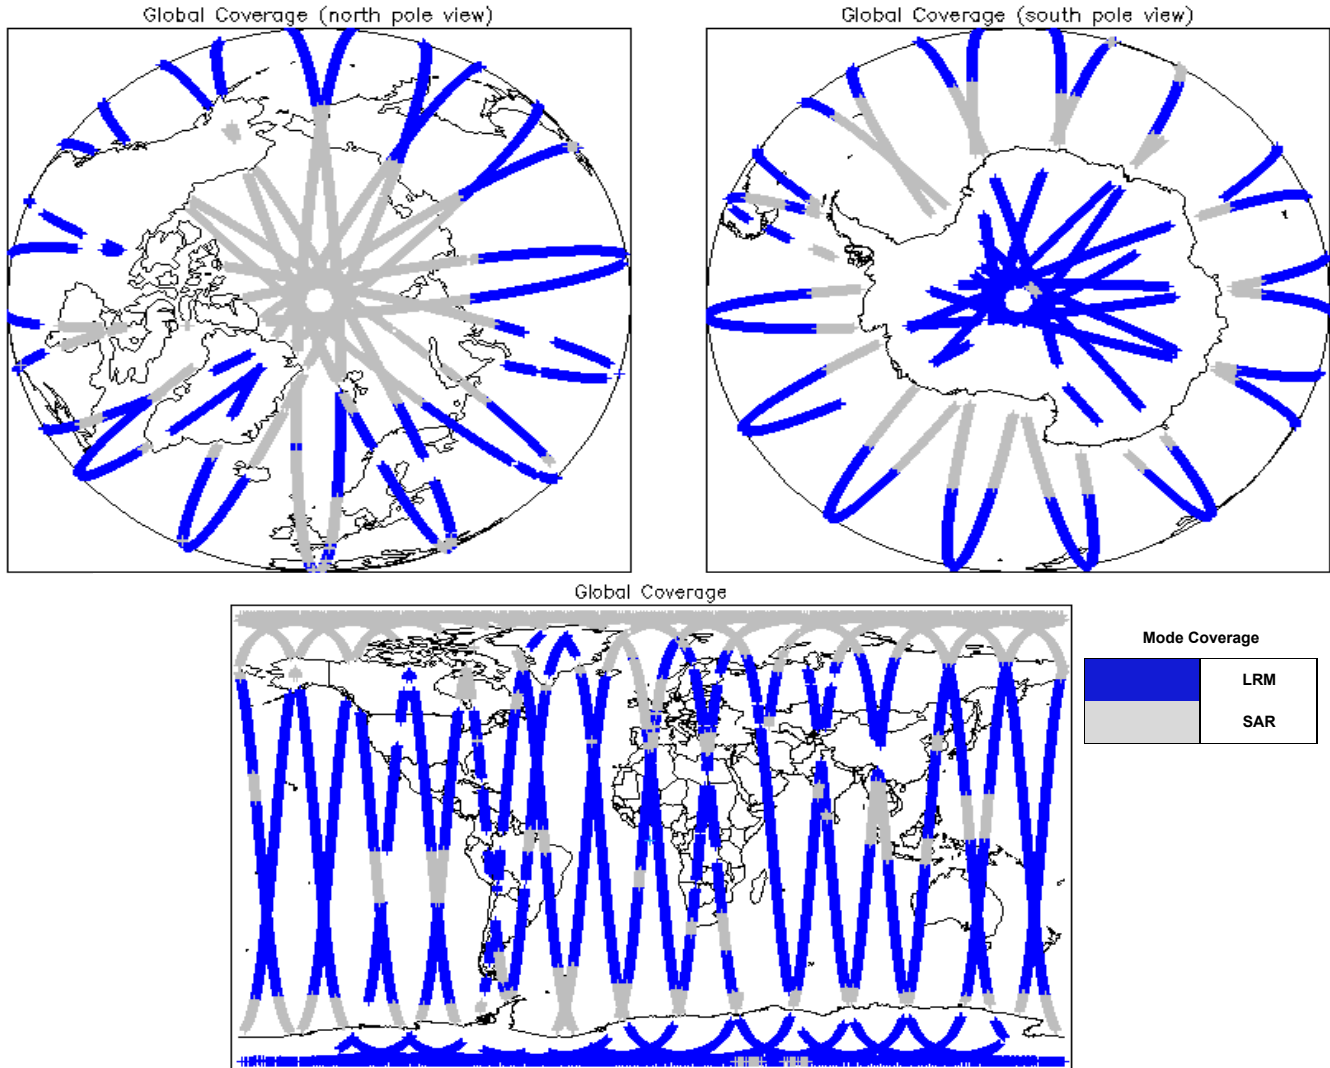 Global Coverage (north pole view)
Global Coverage (south pole view)
Global Coverage
Mode Coverage
LRM
SAR